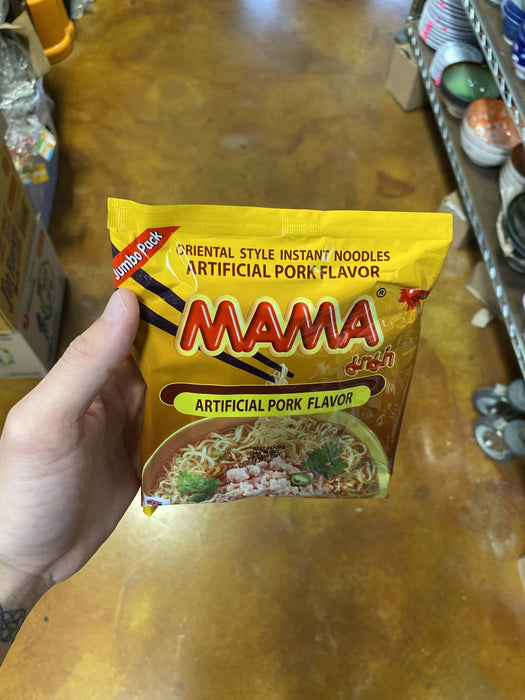 Jumbo Pack
ORIENTAL STYLE INSTANT NOODLES
ARTIFICIAL PORK FLAVOR
MAMA®
มาม่า
ARTIFICIAL PORK FLAVOR